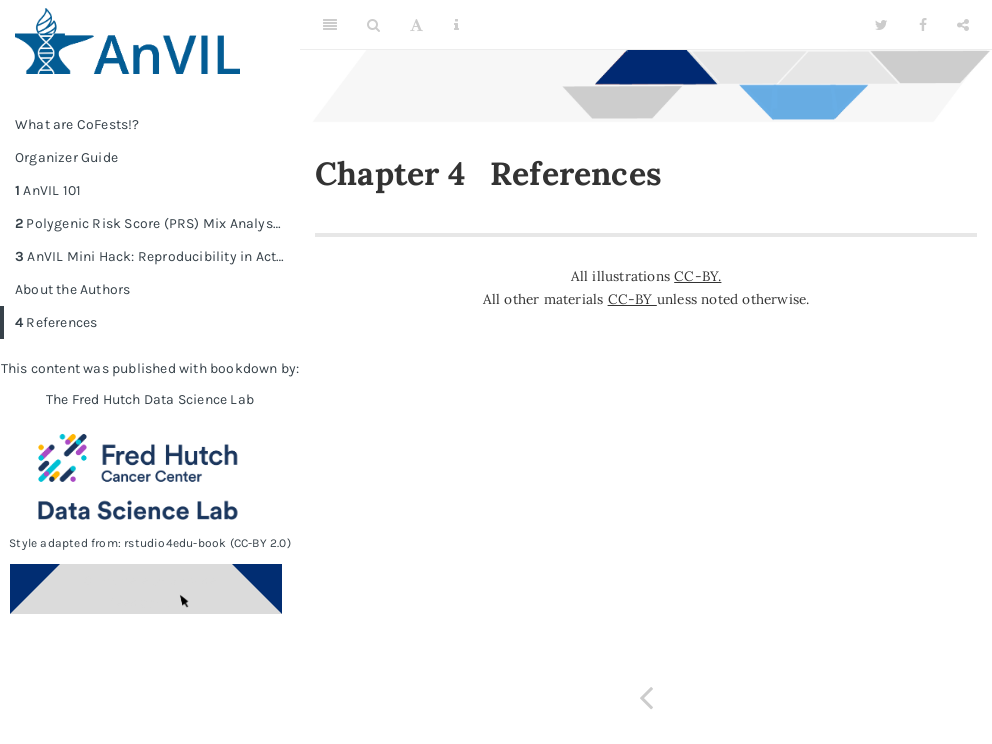 AnVIL
What are CoFests!?
Organizer Guide
1 AnVIL 101
2 Polygenic Risk Score (PRS) Mix Analys...
3 AnVIL Mini Hack: Reproducibility in Act...
About the Authors
4 References
This content was published with bookdown by:
The Fred Hutch Data Science Lab
Fred Hutch
Cancer Center
Data Science Lab
Style adapted from: rstudio4edu-book (CC-BY 2.0)
Chapter 4 References
All illustrations CC-BY.
All other materials CC-BY unless noted otherwise.